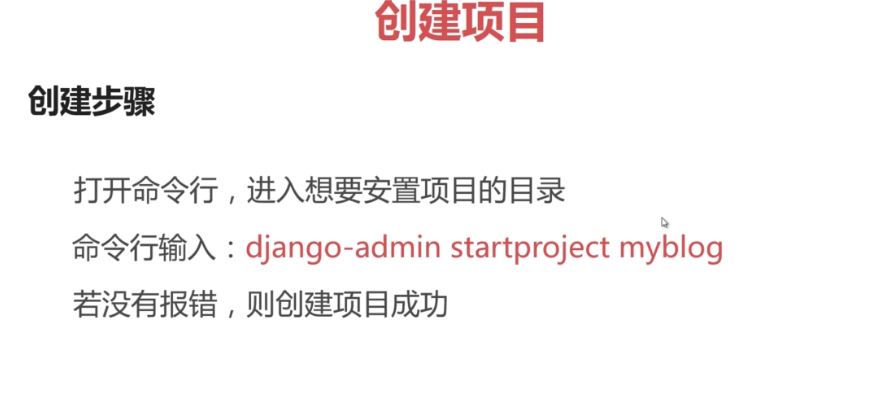 创建项目
创建步骤
打开命令行，进入想要安置项目的目录
命令行输入：django-admin startproject myblog
若没有报错，则创建项目成功